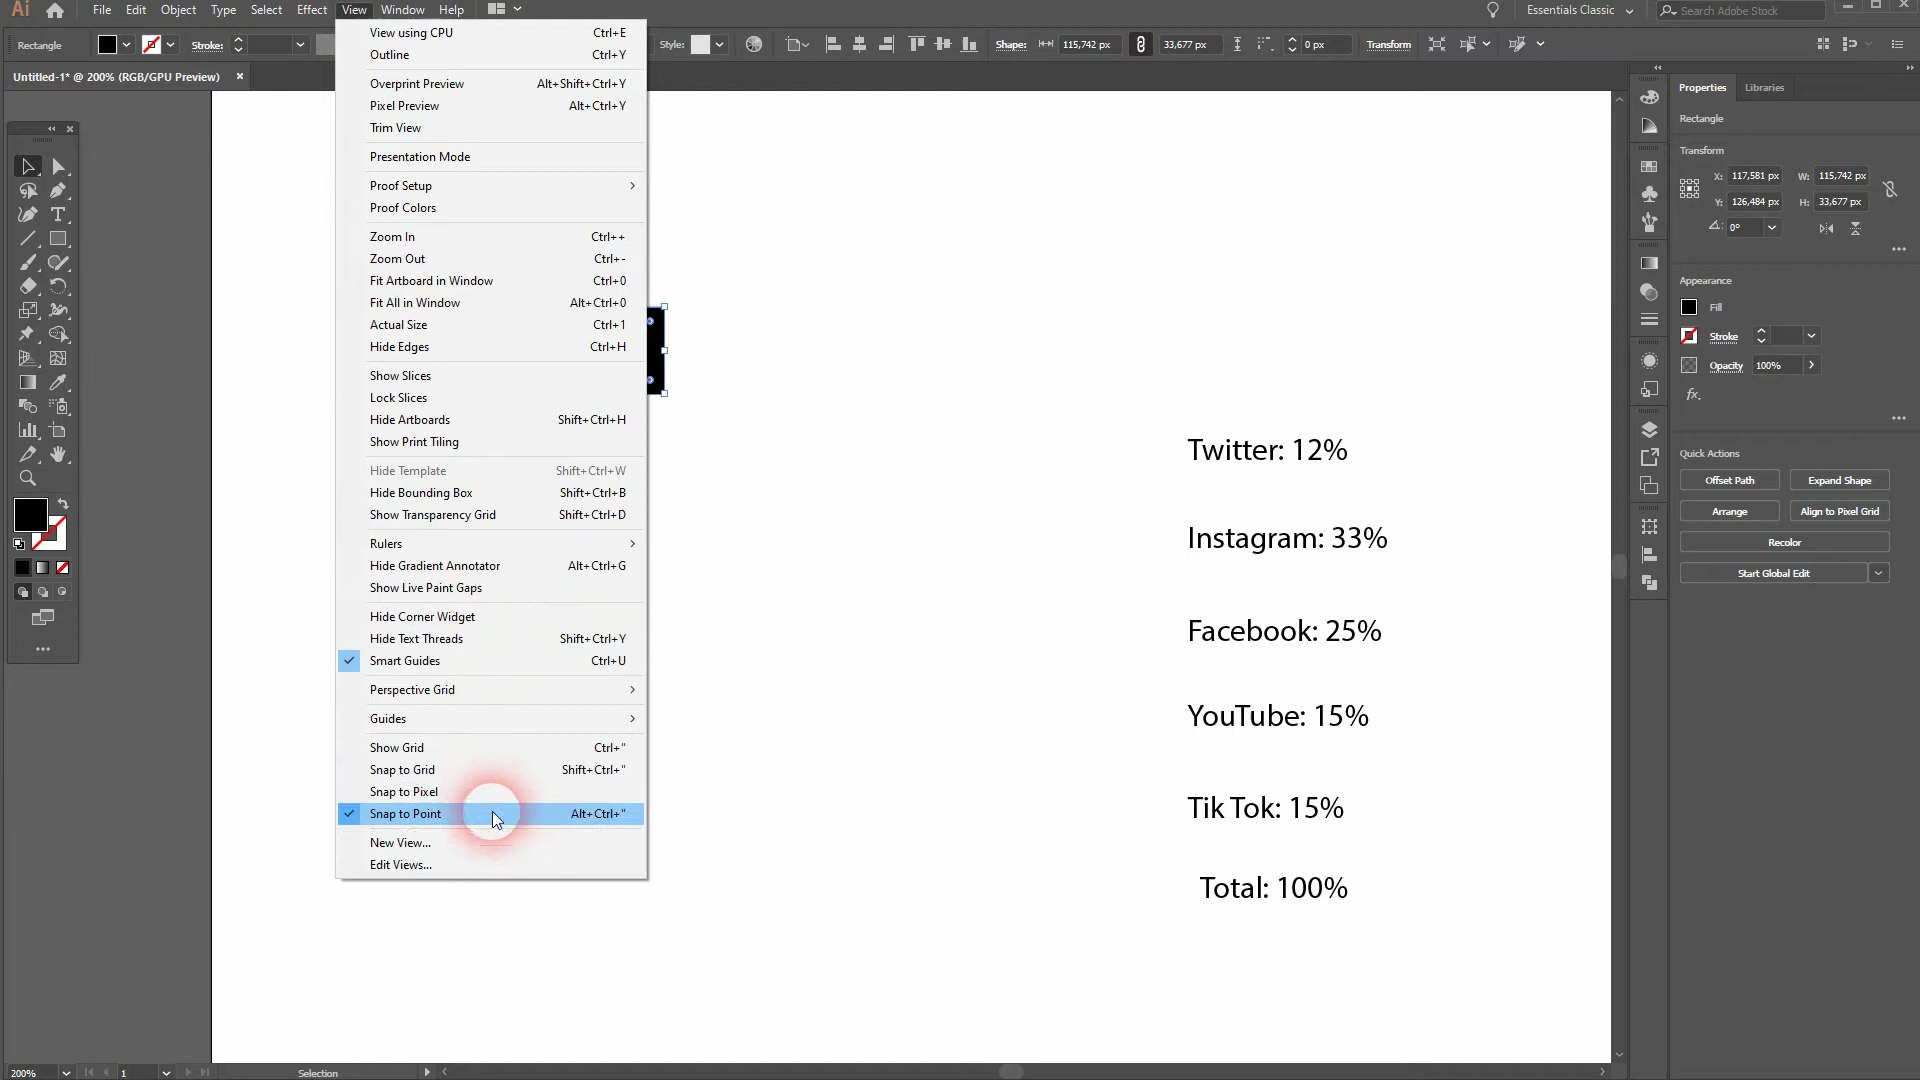 Ai File Edit Object Type Select Effect View Window Help Essentials Classic Search Adobe Stock
Rectangle Stroke: Style: Shape: 115,742 px 33,677 px 0 px Transform
Untitled-1* @ 200% (RGB/GPU Preview) ×
View using CPU Ctrl+E
Outline Ctrl+Y
Overprint Preview Alt+Shift+Ctrl+Y
Pixel Preview Alt+Ctrl+Y
Trim View
Presentation Mode
Proof Setup
Proof Colors
Zoom In Ctrl++
Zoom Out Ctrl+-
Fit Artboard in Window Ctrl+0
Fit All in Window Alt+Ctrl+0
Actual Size Ctrl+1
Hide Edges Ctrl+H
Show Slices
Lock Slices
Hide Artboards Shift+Ctrl+H
Show Print Tiling
Hide Template Shift+Ctrl+W
Hide Bounding Box Shift+Ctrl+B
Show Transparency Grid Shift+Ctrl+D
Rulers
Hide Gradient Annotator Alt+Ctrl+G
Show Live Paint Gaps
Hide Corner Widget
Hide Text Threads Shift+Ctrl+Y
Smart Guides Ctrl+U
Perspective Grid
Guides
Show Grid Ctrl+"
Snap to Grid Shift+Ctrl+"
Snap to Pixel
Snap to Point Alt+Ctrl+"
New View...
Edit Views...
Twitter: 12%
Instagram: 33%
Facebook: 25%
YouTube: 15%
Tik Tok: 15%
Total: 100%
Properties Libraries
Rectangle
Transform
X: 117,581 px W: 115,742 px
Y: 126,484 px H: 33,677 px
0°
Appearance
Fill
Stroke
Opacity 100%
fx.
Quick Actions
Offset Path Expand Shape
Arrange Align to Pixel Grid
Recolor
Start Global Edit
200% 1 Selection